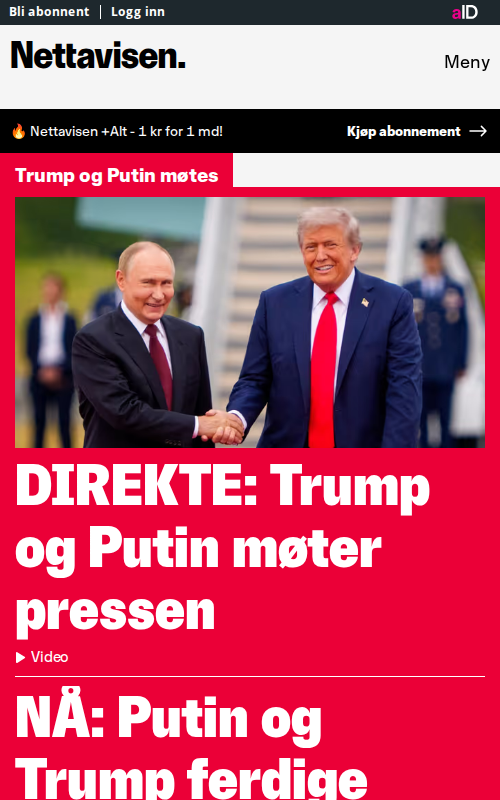 Bli abonnent | Logg inn
aID
Nettavisen.
Meny
🔥 Nettavisen +Alt - 1 kr for 1 md!
Kjøp abonnement →
Trump og Putin møtes
DIREKTE: Trump
og Putin møter
pressen
Video
NÅ: Putin og
Trump ferdige